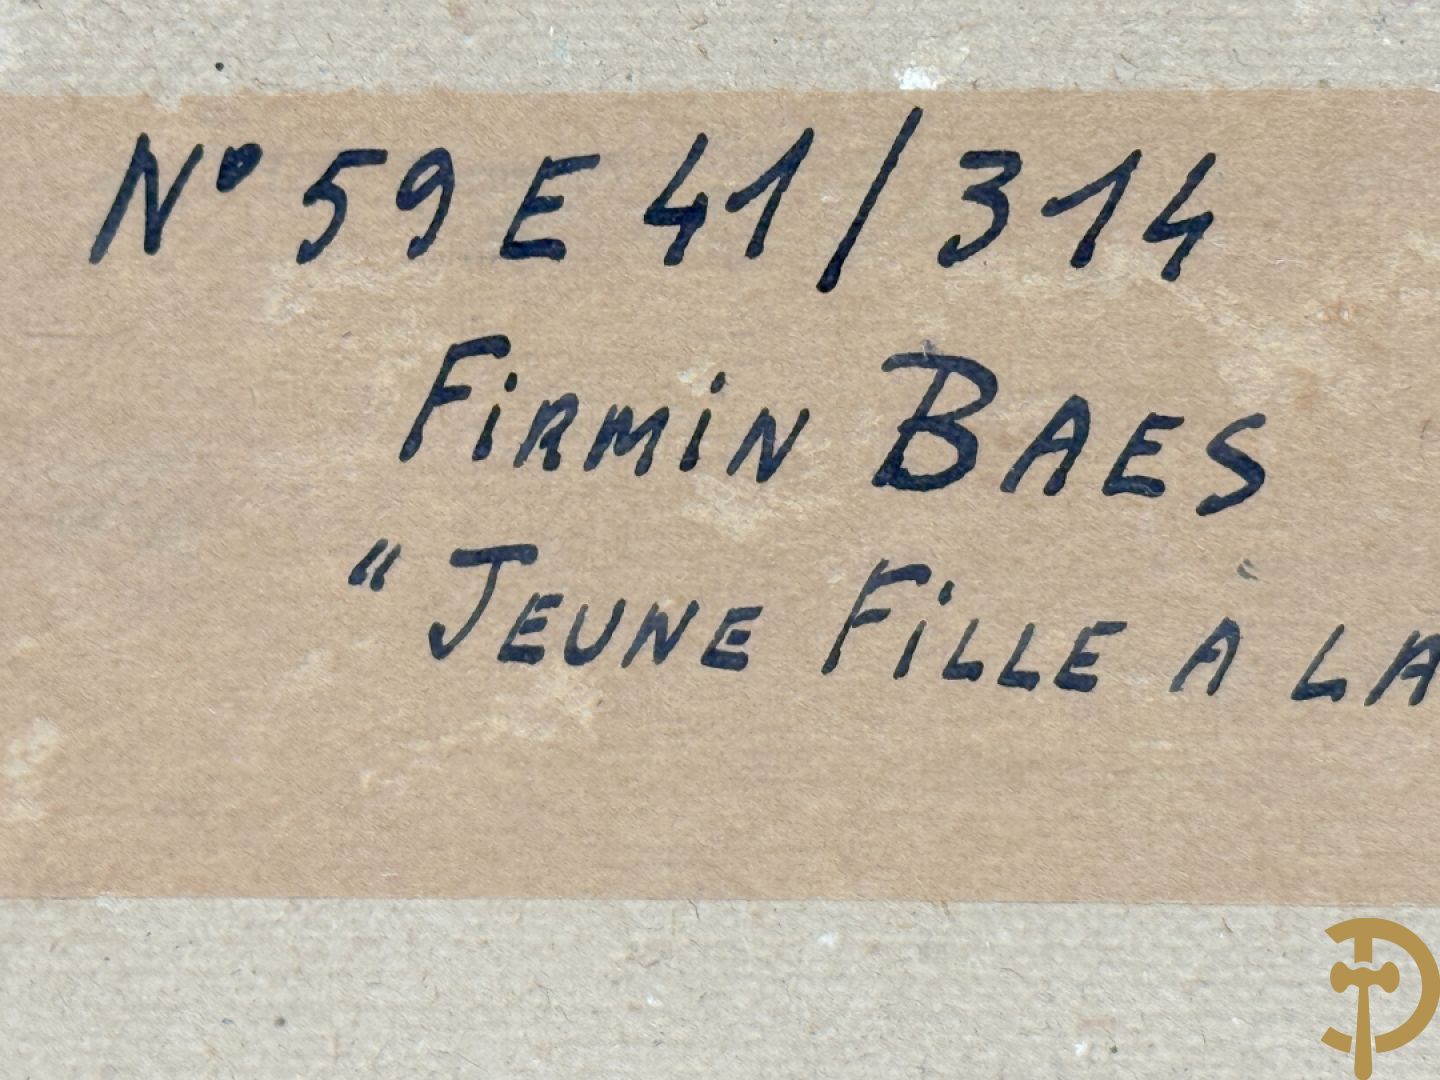 N° 59 E 41/314
FiRMiN BAES
"JEUNE FiLLE À LA